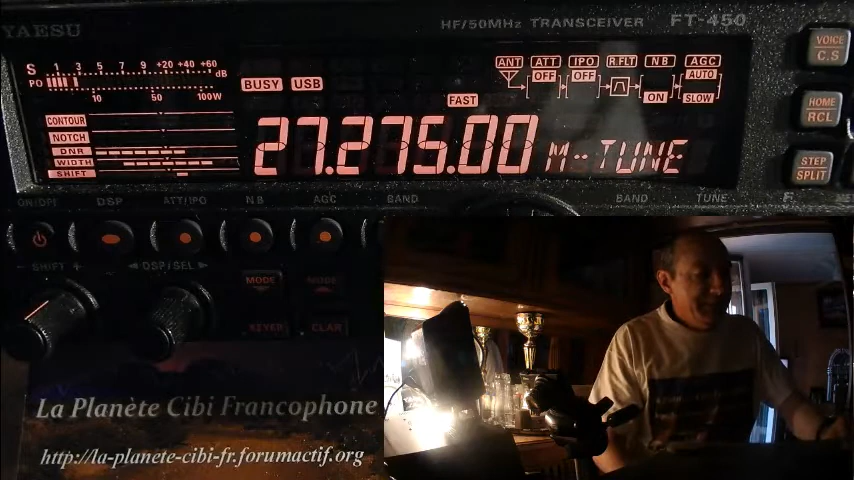 YAESU
HF/50MHz TRANSCEIVER FT-450
VOICE
C.S
S 1 3 5 7 9 +20 +40 +60 dB
PO
10 50 100W
BUSY USB
FAST
ANT ATT IPO R.FLT NB AGC
OFF OFF AUTO
ON SLOW
HOME
RCL
CONTOUR
NOTCH
DNR
WIDTH
SHIFT
27.275.00 M-TUNE
STEP
SPLIT
DSP ATT/IPO NB AGC BAND BAND TUNE
- SHIFT + ◄ DSP/SEL ► MODE MODE
KEYER CLAR
La Planète Cibi Francophone
http://la-planete-cibi-fr.forumactif.org